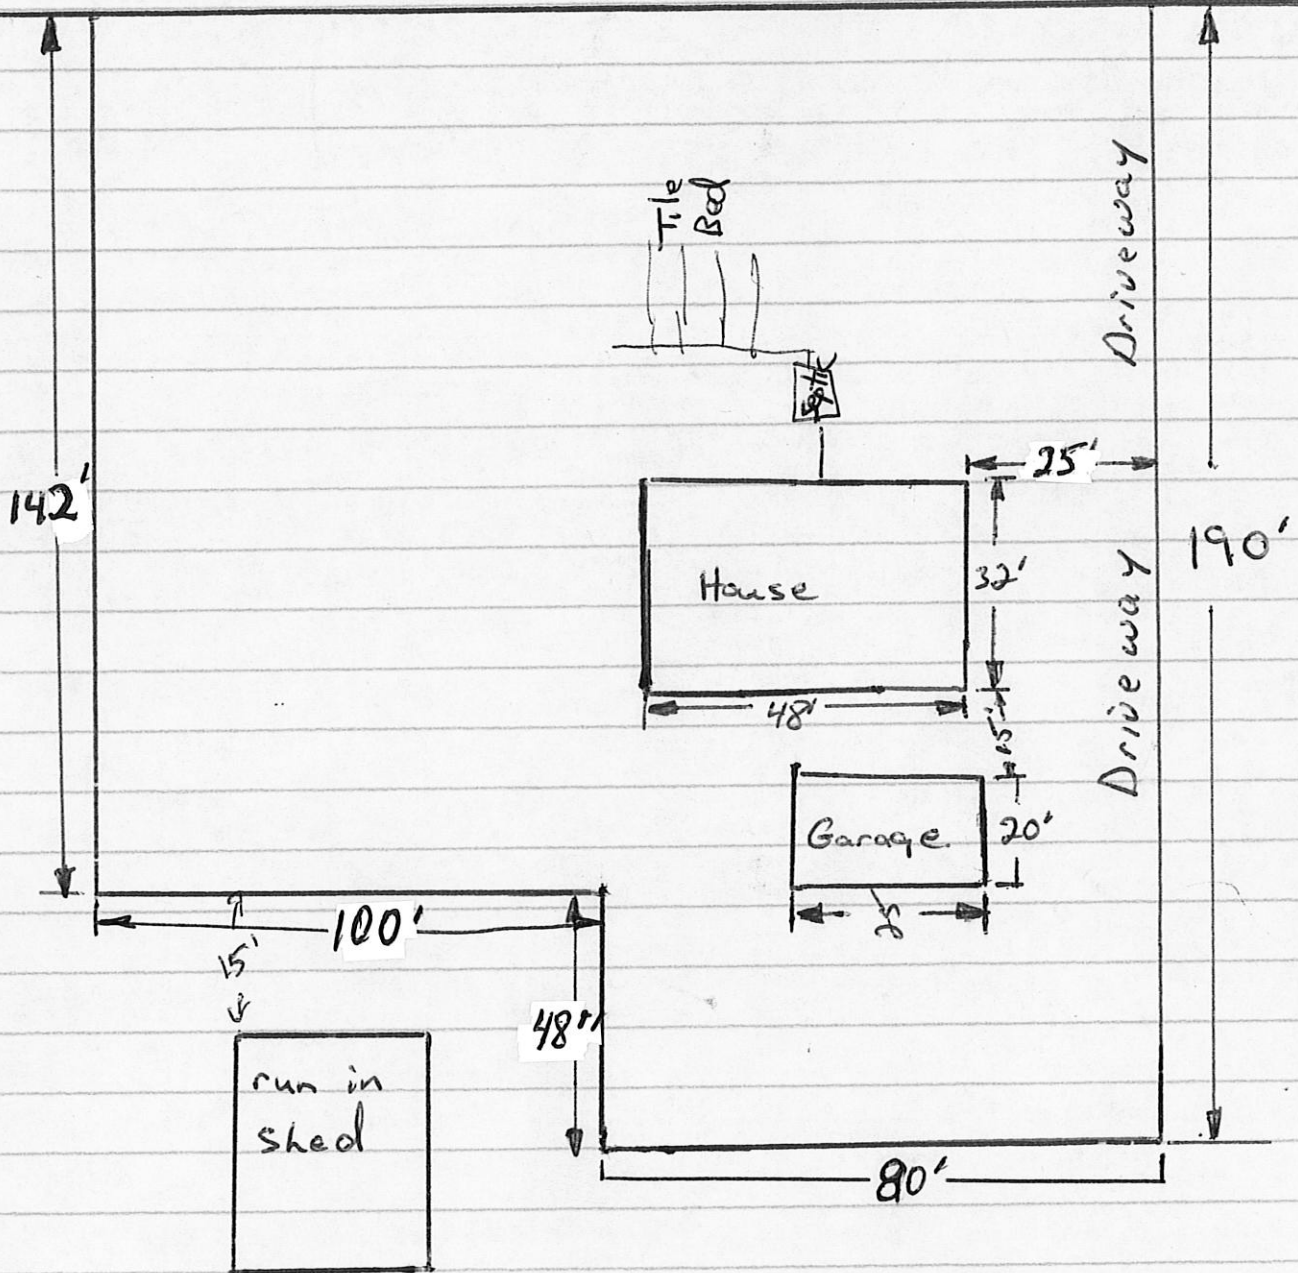 Tile
Bed
Driveway
Septic
25'
142'
190'
House
32'
Driveway
48'
15'
Garage
20'
100'
15'
48'
run in
shed
80'